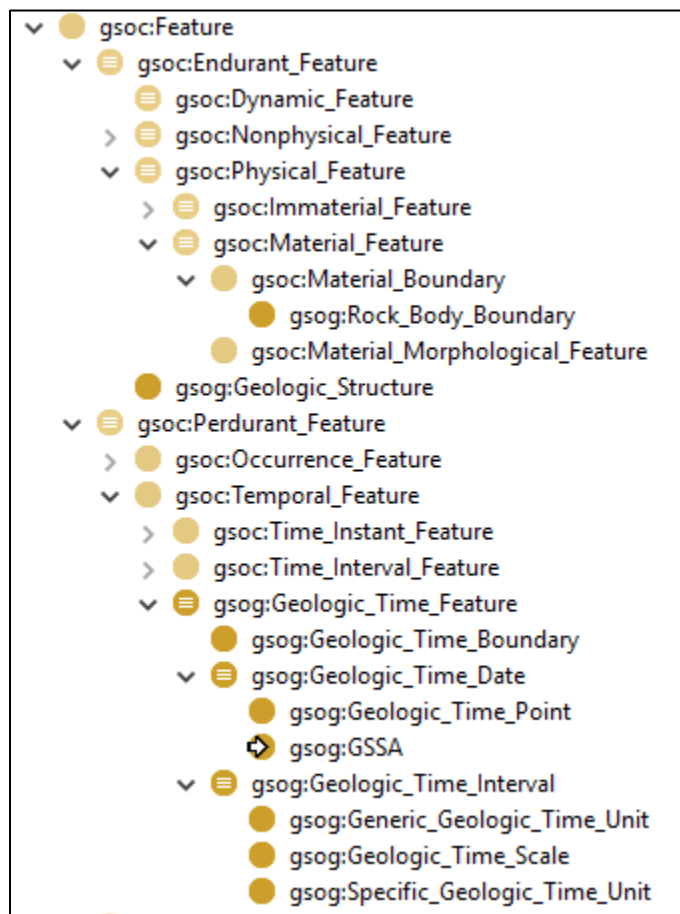 gsoc:Feature
gsoc:Endurant_Feature
gsoc:Dynamic_Feature
gsoc:Nonphysical_Feature
gsoc:Physical_Feature
gsoc:Immaterial_Feature
gsoc:Material_Feature
gsoc:Material_Boundary
gsog:Rock_Body_Boundary
gsoc:Material_Morphological_Feature
gsog:Geologic_Structure
gsoc:Perdurant_Feature
gsoc:Occurrence_Feature
gsoc:Temporal_Feature
gsoc:Time_Instant_Feature
gsoc:Time_Interval_Feature
gsog:Geologic_Time_Feature
gsog:Geologic_Time_Boundary
gsog:Geologic_Time_Date
gsog:Geologic_Time_Point
gsog:GSSA
gsog:Geologic_Time_Interval
gsog:Generic_Geologic_Time_Unit
gsog:Geologic_Time_Scale
gsog:Specific_Geologic_Time_Unit